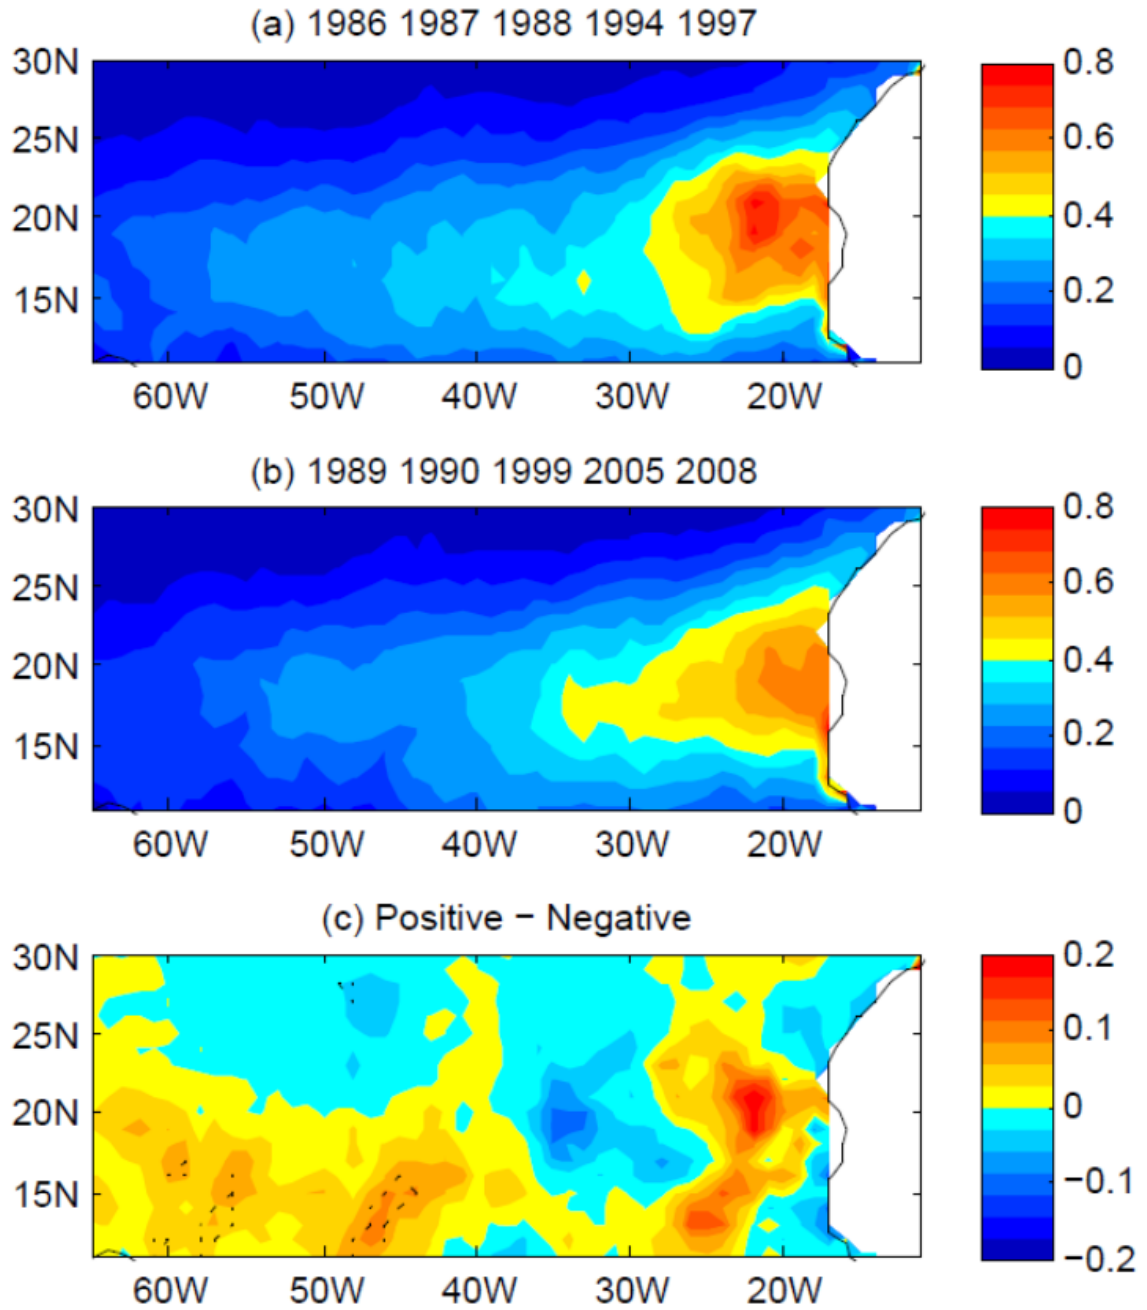 (a) 1986 1987 1988 1994 1997
30N
25N
20N
15N
60W 50W 40W 30W 20W
0.8
0.6
0.4
0.2
0
(b) 1989 1990 1999 2005 2008
30N
25N
20N
15N
60W 50W 40W 30W 20W
0.8
0.6
0.4
0.2
0
(c) Positive − Negative
30N
25N
20N
15N
60W 50W 40W 30W 20W
0.2
0.1
0
−0.1
−0.2